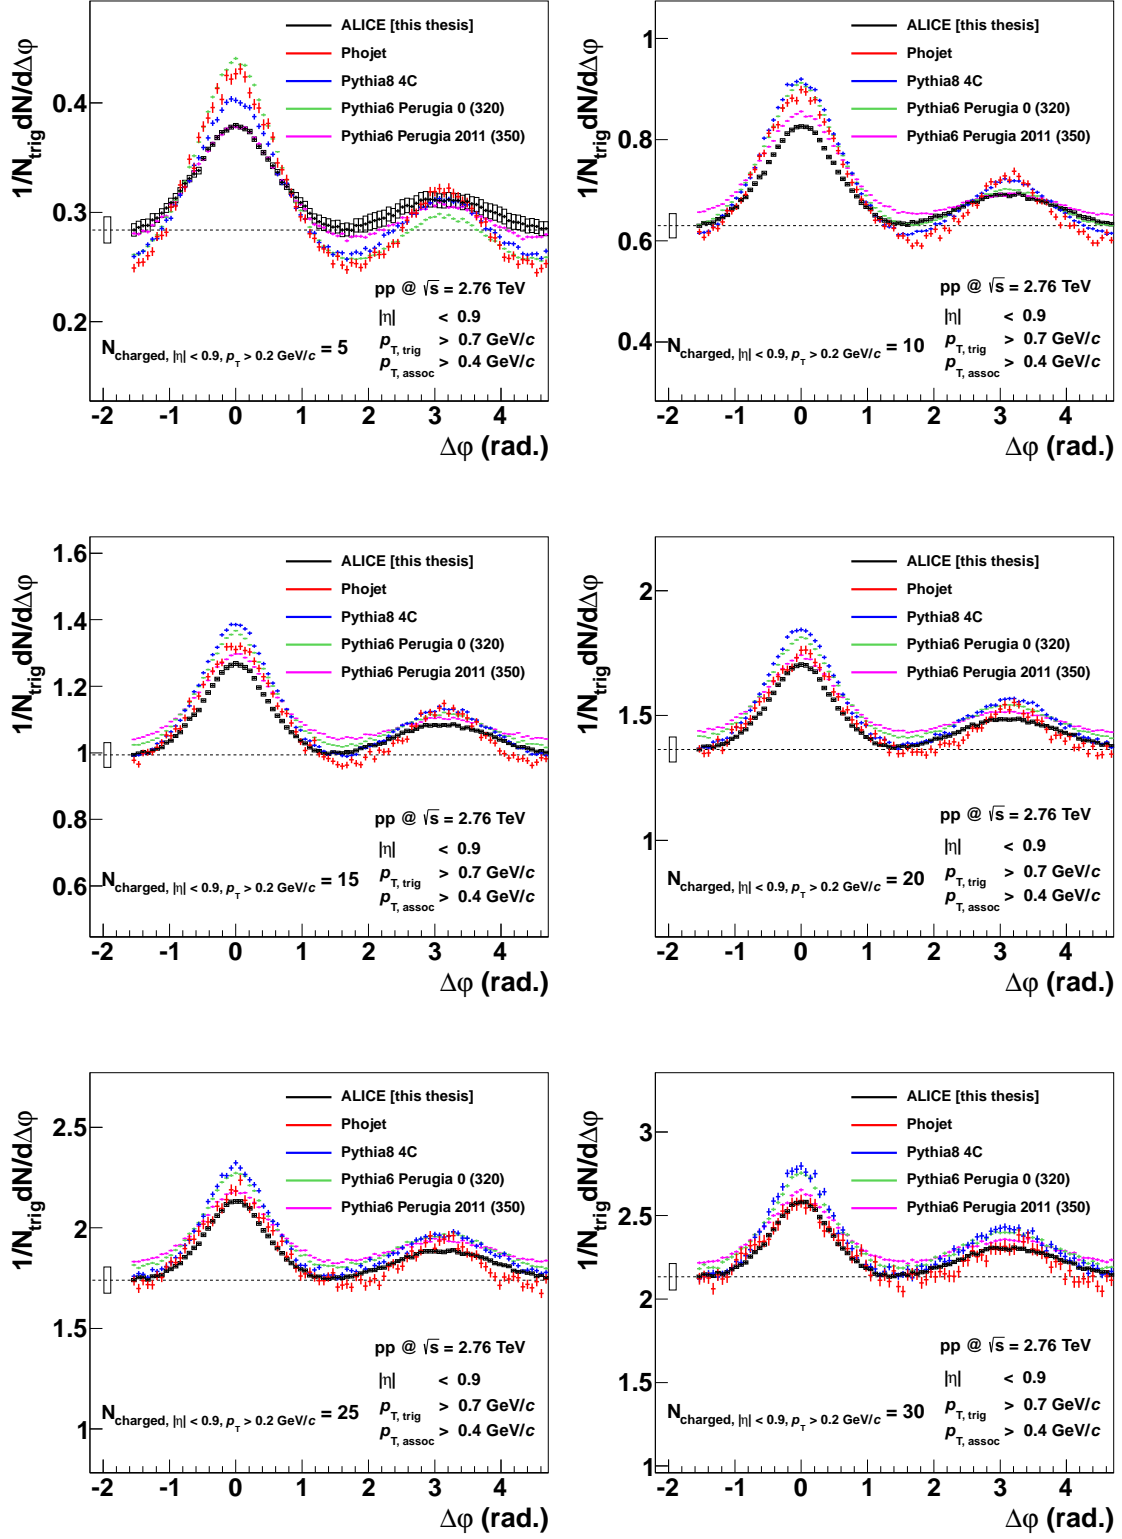 1/N_trig dN/dΔφ
0.4
0.3
0.2
ALICE [this thesis]
Phojet
Pythia8 4C
Pythia6 Perugia 0 (320)
Pythia6 Perugia 2011 (350)
pp @ √s = 2.76 TeV
|η| < 0.9
p_T, trig > 0.7 GeV/c
p_T, assoc > 0.4 GeV/c
N_charged, |η| < 0.9, p_T > 0.2 GeV/c = 5
-2 -1 0 1 2 3 4
Δφ (rad.)
1/N_trig dN/dΔφ
1
0.8
0.6
0.4
ALICE [this thesis]
Phojet
Pythia8 4C
Pythia6 Perugia 0 (320)
Pythia6 Perugia 2011 (350)
pp @ √s = 2.76 TeV
|η| < 0.9
p_T, trig > 0.7 GeV/c
p_T, assoc > 0.4 GeV/c
N_charged, |η| < 0.9, p_T > 0.2 GeV/c = 10
-2 -1 0 1 2 3 4
Δφ (rad.)
1/N_trig dN/dΔφ
1.6
1.4
1.2
1
0.8
0.6
ALICE [this thesis]
Phojet
Pythia8 4C
Pythia6 Perugia 0 (320)
Pythia6 Perugia 2011 (350)
pp @ √s = 2.76 TeV
|η| < 0.9
p_T, trig > 0.7 GeV/c
p_T, assoc > 0.4 GeV/c
N_charged, |η| < 0.9, p_T > 0.2 GeV/c = 15
-2 -1 0 1 2 3 4
Δφ (rad.)
1/N_trig dN/dΔφ
2
1.5
1
ALICE [this thesis]
Phojet
Pythia8 4C
Pythia6 Perugia 0 (320)
Pythia6 Perugia 2011 (350)
pp @ √s = 2.76 TeV
|η| < 0.9
p_T, trig > 0.7 GeV/c
p_T, assoc > 0.4 GeV/c
N_charged, |η| < 0.9, p_T > 0.2 GeV/c = 20
-2 -1 0 1 2 3 4
Δφ (rad.)
1/N_trig dN/dΔφ
2.5
2
1.5
1
ALICE [this thesis]
Phojet
Pythia8 4C
Pythia6 Perugia 0 (320)
Pythia6 Perugia 2011 (350)
pp @ √s = 2.76 TeV
|η| < 0.9
p_T, trig > 0.7 GeV/c
p_T, assoc > 0.4 GeV/c
N_charged, |η| < 0.9, p_T > 0.2 GeV/c = 25
-2 -1 0 1 2 3 4
Δφ (rad.)
1/N_trig dN/dΔφ
3
2.5
2
1.5
1
ALICE [this thesis]
Phojet
Pythia8 4C
Pythia6 Perugia 0 (320)
Pythia6 Perugia 2011 (350)
pp @ √s = 2.76 TeV
|η| < 0.9
p_T, trig > 0.7 GeV/c
p_T, assoc > 0.4 GeV/c
N_charged, |η| < 0.9, p_T > 0.2 GeV/c = 30
-2 -1 0 1 2 3 4
Δφ (rad.)